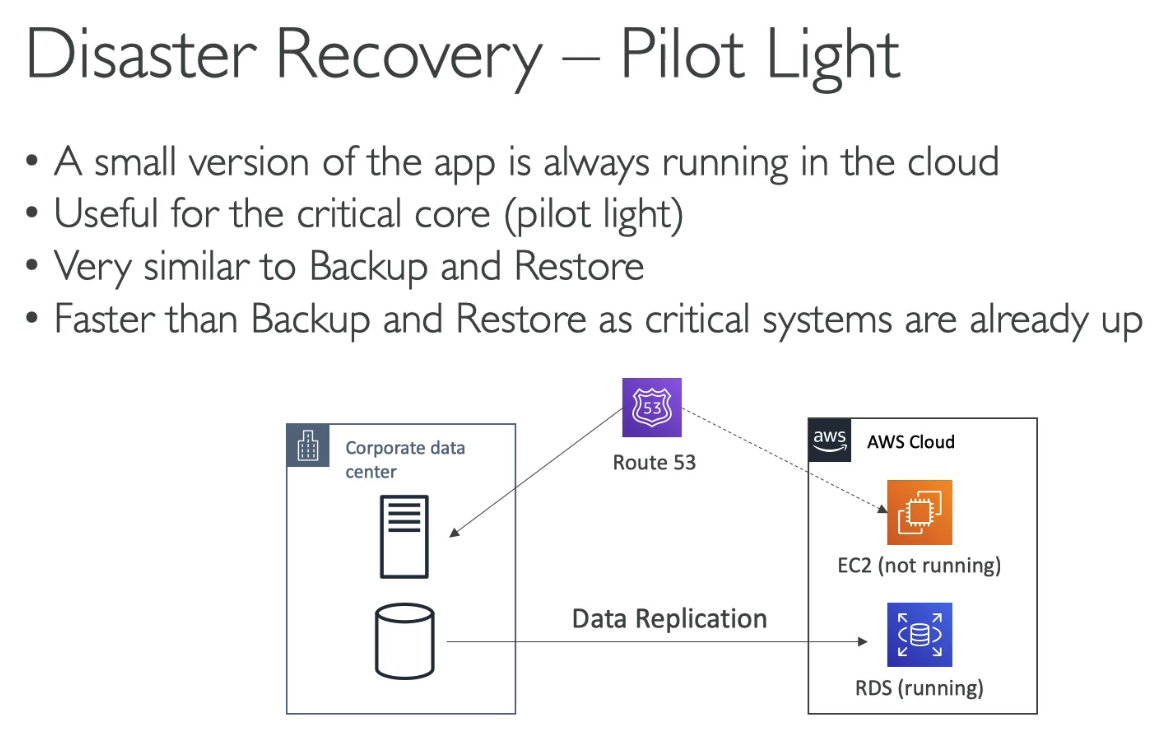 Disaster Recovery – Pilot Light
• A small version of the app is always running in the cloud
• Useful for the critical core (pilot light)
• Very similar to Backup and Restore
• Faster than Backup and Restore as critical systems are already up
53
Route 53
Corporate data
center
aws
AWS Cloud
EC2 (not running)
Data Replication
RDS (running)